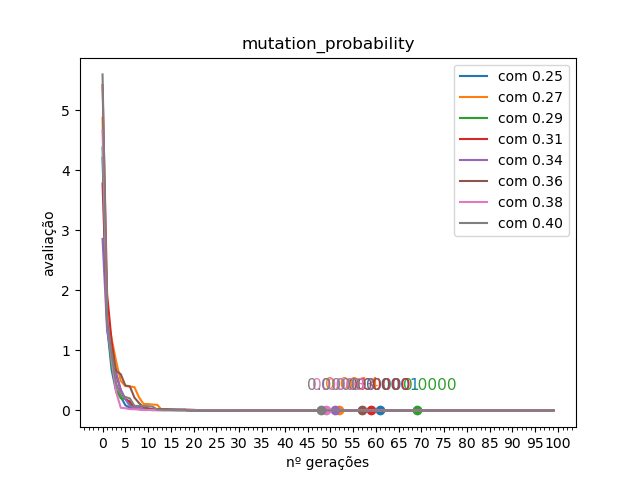 mutation_probability
com 0.25
com 0.27
com 0.29
com 0.31
com 0.34
com 0.36
com 0.38
com 0.40
avaliação
5
4
3
2
1
0
0 5 10 15 20 25 30 35 40 45 50 55 60 65 70 75 80 85 90 95 100
nº gerações